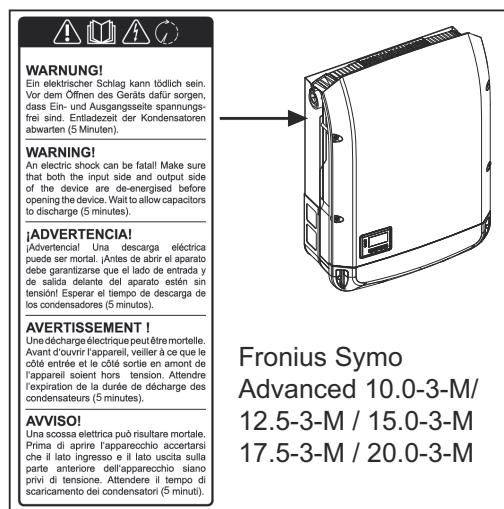 WARNUNG!
Ein elektrischer Schlag kann tödlich sein.
Vor dem Öffnen des Geräts dafür sorgen,
dass Ein- und Ausgangsseite spannungs-
frei sind. Entladezeit der Kondensatoren
abwarten (5 Minuten).
WARNING!
An electric shock can be fatal! Make sure
that both the input side and output side
of the device are de-energised before
opening the device. Wait to allow capacitors
to discharge (5 minutes).
¡ADVERTENCIA!
¡Advertencia! Una descarga eléctrica
puede ser mortal. ¡Antes de abrir el aparato
debe garantizarse que el lado de entrada y
de salida delante del aparato estén sin
tensión! Esperar el tiempo de descarga de
los condensadores (5 minutos).
AVERTISSEMENT !
Une décharge électrique peut être mortelle.
Avant d'ouvrir l'appareil, veiller à ce que le
côté entrée et le côté sortie en amont de
l'appareil soient hors tension. Attendre
l'expiration de la durée de décharge des
condensateurs (5 minutes).
AVVISO!
Una scossa elettrica può risultare mortale.
Prima di aprire l'apparecchio accertarsi
che il lato ingresso e il lato uscita sulla
parte anteriore dell'apparecchio siano
privi di tensione. Attendere il tempo di
scaricamento dei condensatori (5 minuti).
Fronius Symo
Advanced 10.0-3-M/
12.5-3-M / 15.0-3-M
17.5-3-M / 20.0-3-M